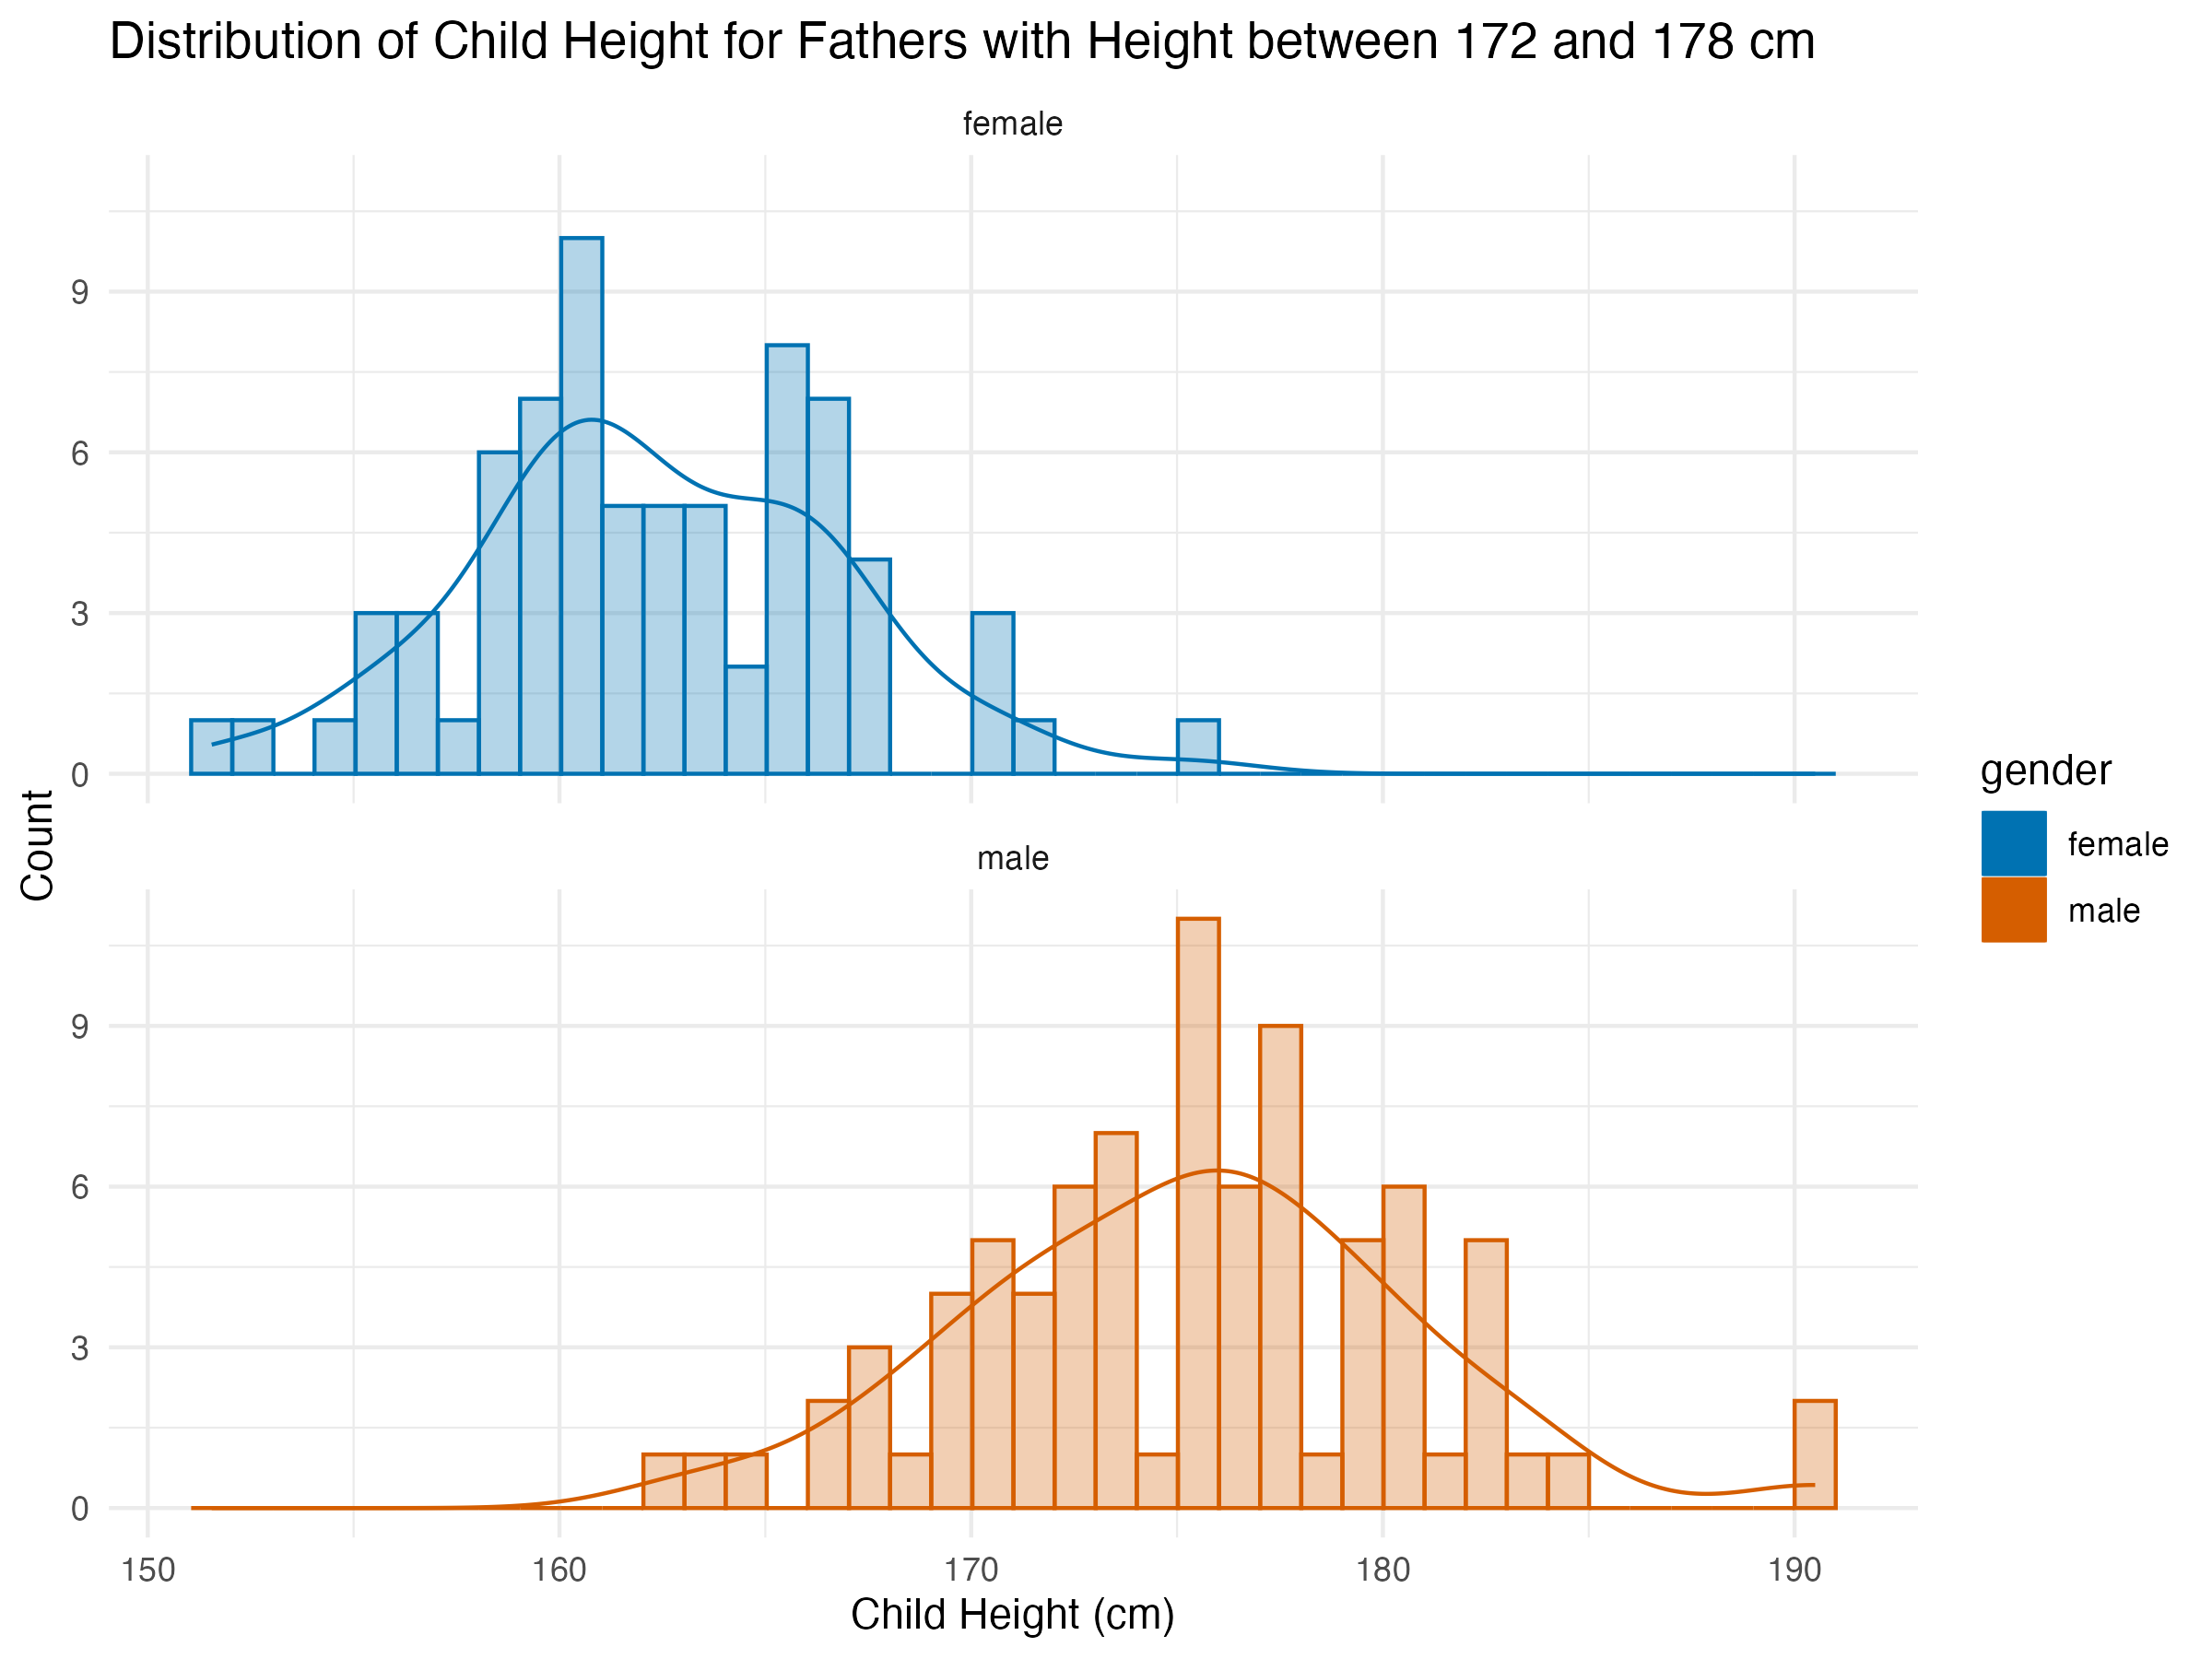 Distribution of Child Height for Fathers with Height between 172 and 178 cm
female
9
6
3
0
Count
male
9
6
3
0
150 160 170 180 190
Child Height (cm)
gender
female
male